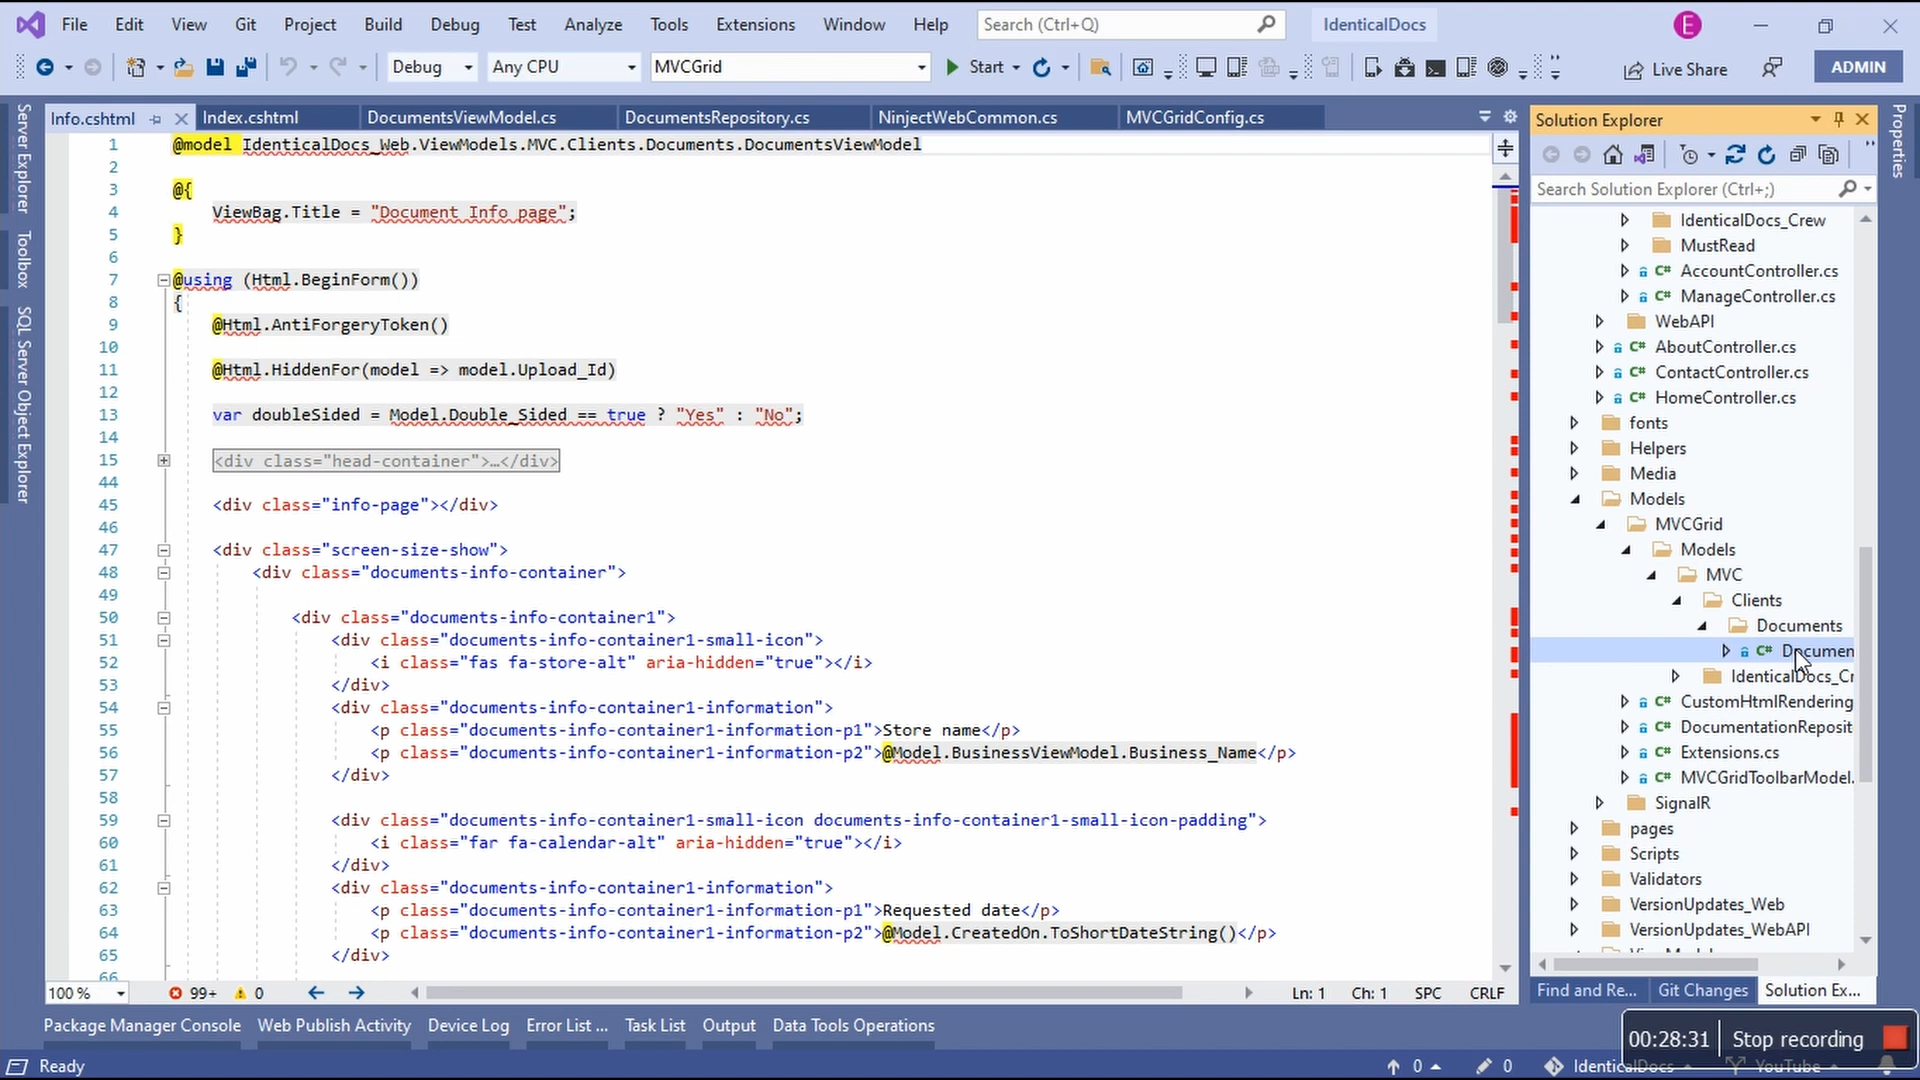 File Edit View Git Project Build Debug Test Analyze Tools Extensions Window Help Search (Ctrl+Q) IdenticalDocs E
Debug Any CPU MVCGrid Start Live Share ADMIN
Info.cshtml Index.cshtml DocumentsViewModel.cs DocumentsRepository.cs NinjectWebCommon.cs MVCGridConfig.cs
Server Explorer
Toolbox
SQL Server Object Explorer
1 @model IdenticalDocs_Web.ViewModels.MVC.Clients.Documents.DocumentsViewModel
2
3 @{
4 ViewBag.Title = "Document Info page";
5 }
6
7 @using (Html.BeginForm())
8 {
9 @Html.AntiForgeryToken()
10
11 @Html.HiddenFor(model => model.Upload_Id)
12
13 var doubleSided = Model.Double_Sided == true ? "Yes" : "No";
14
15 <div class="head-container">…</div>
44
45 <div class="info-page"></div>
46
47 <div class="screen-size-show">
48 <div class="documents-info-container">
49
50 <div class="documents-info-container1">
51 <div class="documents-info-container1-small-icon">
52 <i class="fas fa-store-alt" aria-hidden="true"></i>
53 </div>
54 <div class="documents-info-container1-information">
55 <p class="documents-info-container1-information-p1">Store name</p>
56 <p class="documents-info-container1-information-p2">@Model.BusinessViewModel.Business_Name</p>
57 </div>
58
59 <div class="documents-info-container1-small-icon documents-info-container1-small-icon-padding">
60 <i class="far fa-calendar-alt" aria-hidden="true"></i>
61 </div>
62 <div class="documents-info-container1-information">
63 <p class="documents-info-container1-information-p1">Requested date</p>
64 <p class="documents-info-container1-information-p2">@Model.CreatedOn.ToShortDateString()</p>
65 </div>
66
100 % 99+ 0 Ln: 1 Ch: 1 SPC CRLF
Solution Explorer
Search Solution Explorer (Ctrl+;)
IdenticalDocs_Crew
MustRead
C# AccountController.cs
C# ManageController.cs
WebAPI
C# AboutController.cs
C# ContactController.cs
C# HomeController.cs
fonts
Helpers
Media
Models
MVCGrid
Models
MVC
Clients
Documents
C# Documen
IdenticalDocs_Cr
C# CustomHtmlRendering
C# DocumentationReposit
C# Extensions.cs
C# MVCGridToolbarModel.
SignalR
pages
Scripts
Validators
VersionUpdates_Web
VersionUpdates_WebAPI
Find and Re... Git Changes Solution Ex...
Properties
Package Manager Console Web Publish Activity Device Log Error List ... Task List Output Data Tools Operations
00:28:31 Stop recording
Ready 0 0 IdenticalDocs YouTube